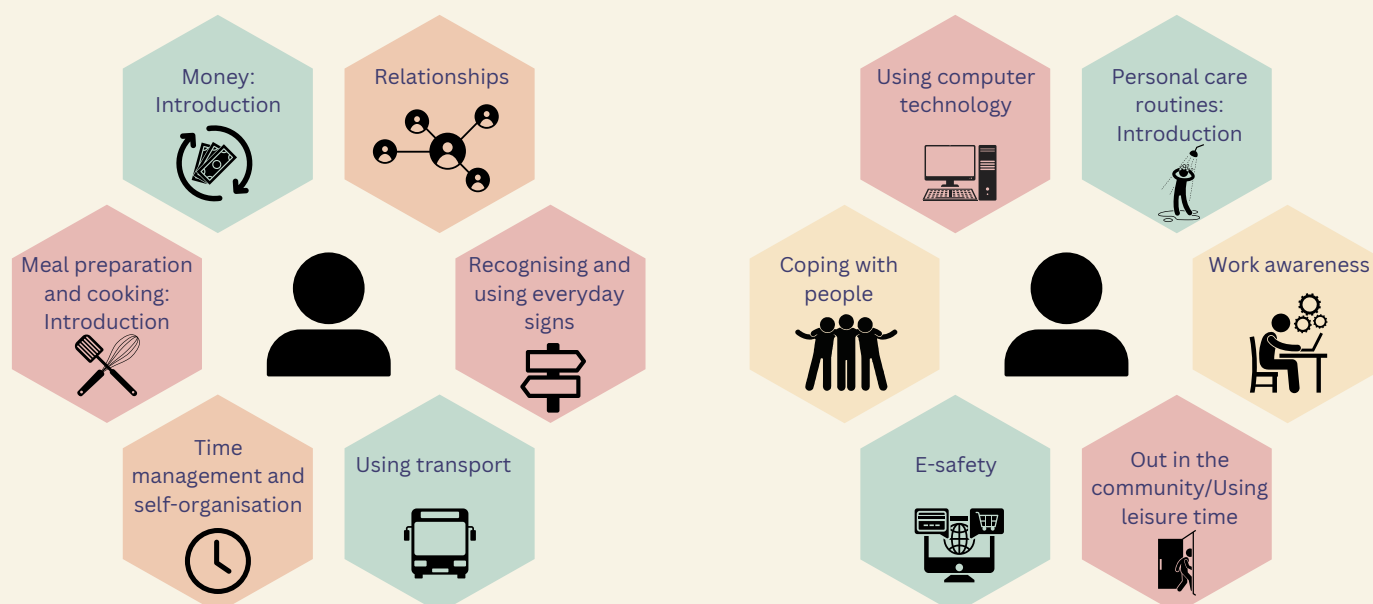 Money:
Introduction
Relationships
Meal preparation
and cooking:
Introduction
Recognising and
using everyday
signs
Time
management and
self-organisation
Using transport
Using computer
technology
Personal care
routines:
Introduction
Coping with
people
Work awareness
E-safety
Out in the
community/Using
leisure time